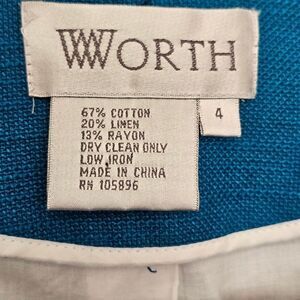 WORTH
4
67% COTTON
20% LINEN
13% RAYON
DRY CLEAN ONLY
LOW IRON
MADE IN CHINA
RN 105896